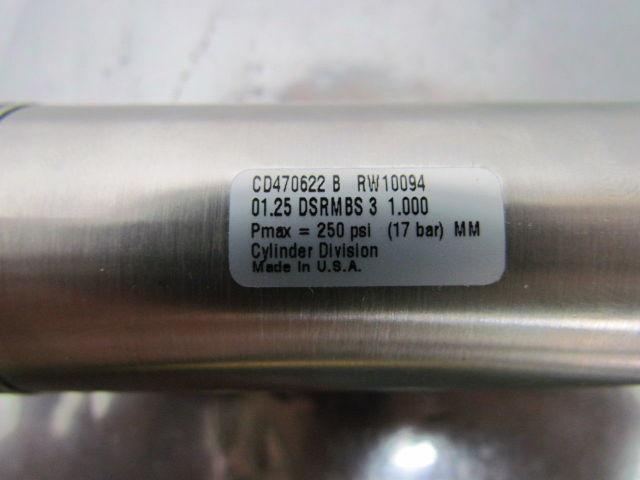 CD470622 B RW10094
01.25 DSRMBS 3 1.000
Pmax = 250 psi (17 bar) MM
Cylinder Division
Made In U.S.A.